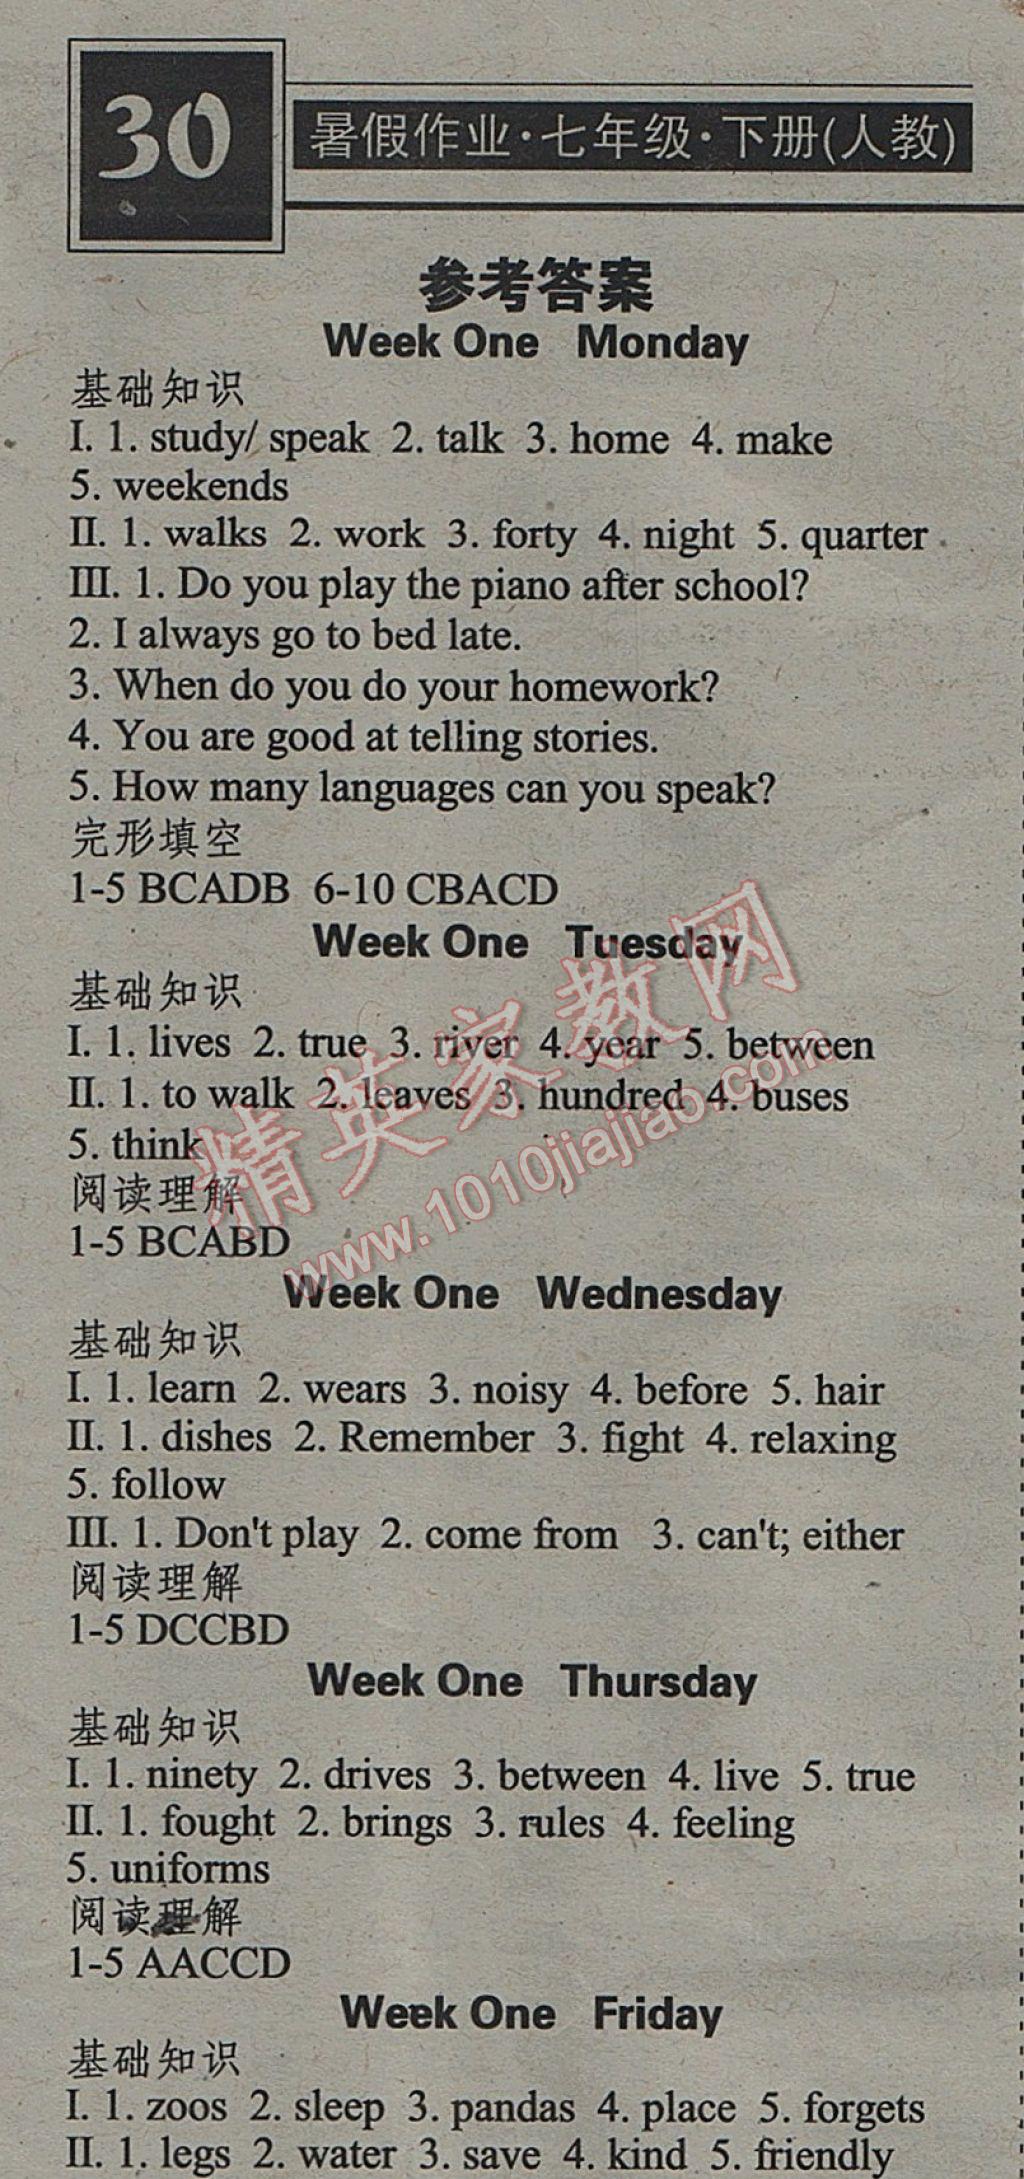 30
暑假作业·七年级·下册(人教)
参考答案
Week One Monday
基础知识
I. 1. study/ speak 2. talk 3. home 4. make
5. weekends
II. 1. walks 2. work 3. forty 4. night 5. quarter
III. 1. Do you play the piano after school?
2. I always go to bed late.
3. When do you do your homework?
4. You are good at telling stories.
5. How many languages can you speak?
完形填空
1-5 BCADB 6-10 CBACD
Week One Tuesday
基础知识
I. 1. lives 2. true 3. river 4. year 5. between
II. 1. to walk 2. leaves 3. hundred 4. buses
5. think
阅读理解
1-5 BCABD
精英家教网
www.1010jiajiao.com
Week One Wednesday
基础知识
I. 1. learn 2. wears 3. noisy 4. before 5. hair
II. 1. dishes 2. Remember 3. fight 4. relaxing
5. follow
III. 1. Don't play 2. come from 3. can't; either
阅读理解
1-5 DCCBD
Week One Thursday
基础知识
I. 1. ninety 2. drives 3. between 4. live 5. true
II. 1. fought 2. brings 3. rules 4. feeling
5. uniforms
阅读理解
1-5 AACCD
Week One Friday
基础知识
I. 1. zoos 2. sleep 3. pandas 4. place 5. forgets
II. 1. legs 2. water 3. save 4. kind 5. friendly